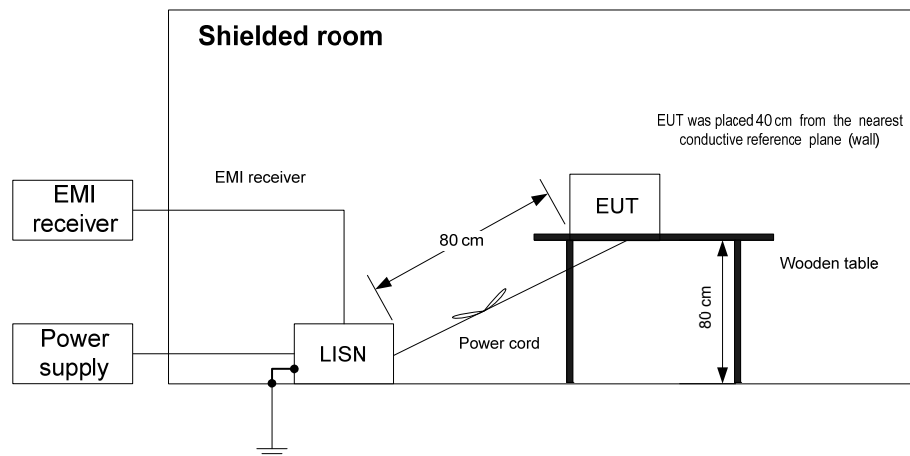 Shielded room
EUT was placed 40 cm from the nearest
conductive reference plane (wall)
EMI receiver
EMI
receiver
EUT
80 cm
Wooden table
80 cm
Power
supply
LISN
Power cord